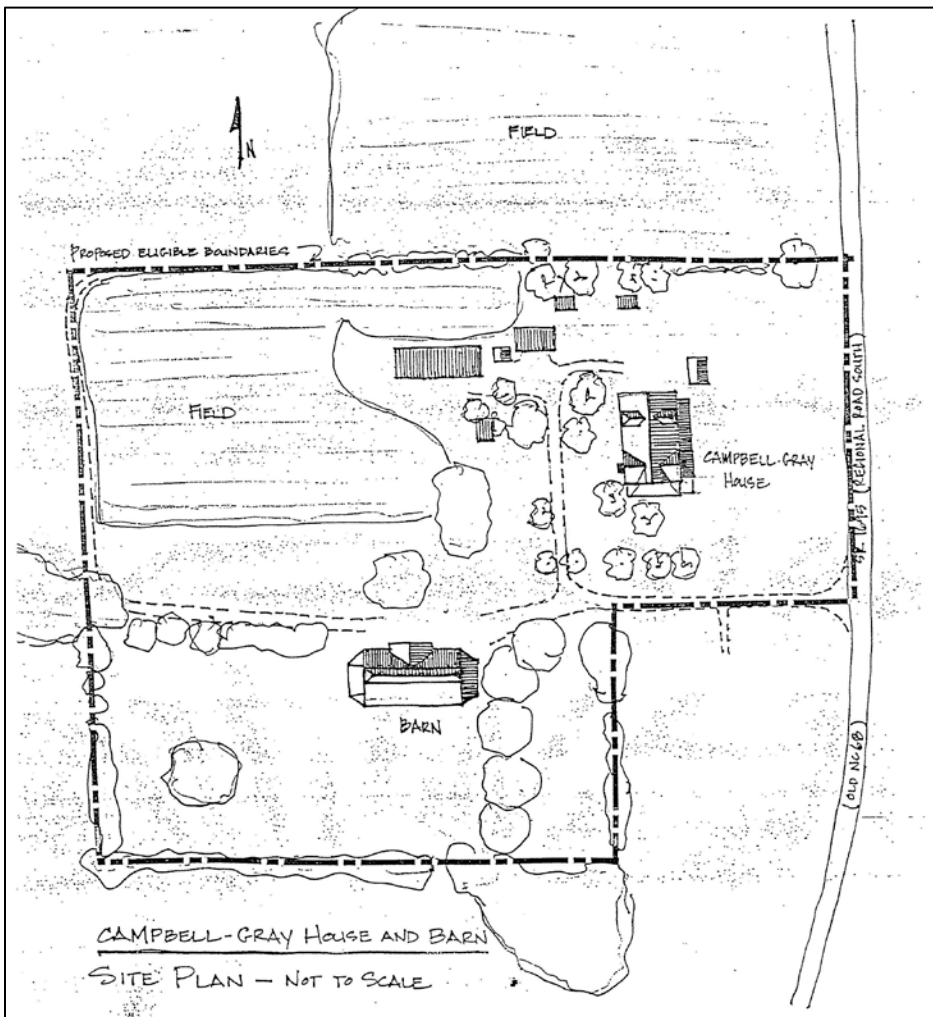 FIELD
N
PROPOSED ELIGIBLE BOUNDARIES
FIELD
CAMPBELL-GRAY
HOUSE
(REGIONAL ROAD SOUTH)
BARN
(OLD NC 68)
CAMPBELL-GRAY HOUSE AND BARN
SITE PLAN — NOT TO SCALE